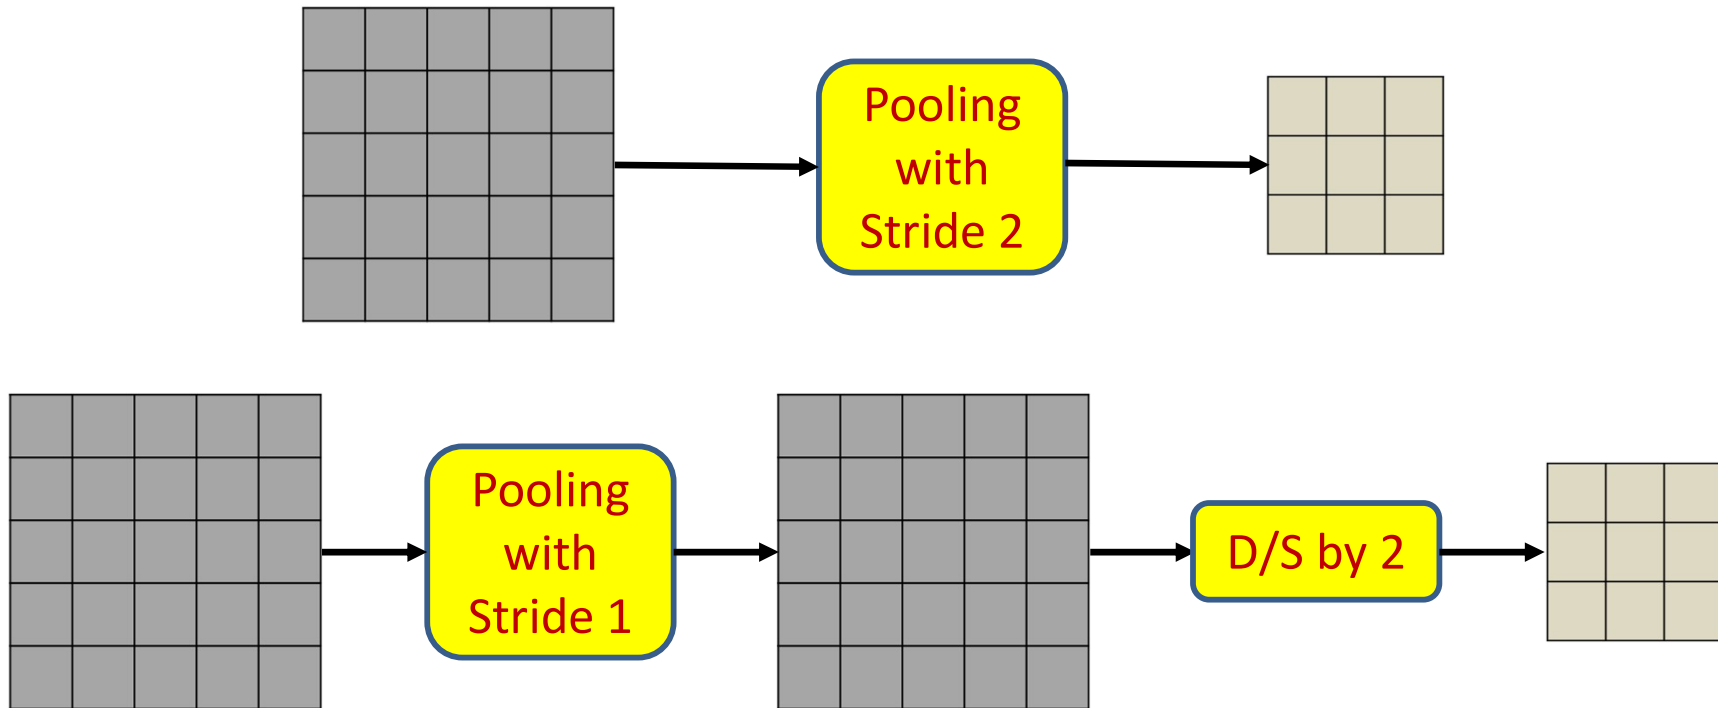 Pooling
with
Stride 2
Pooling
with
Stride 1
D/S by 2